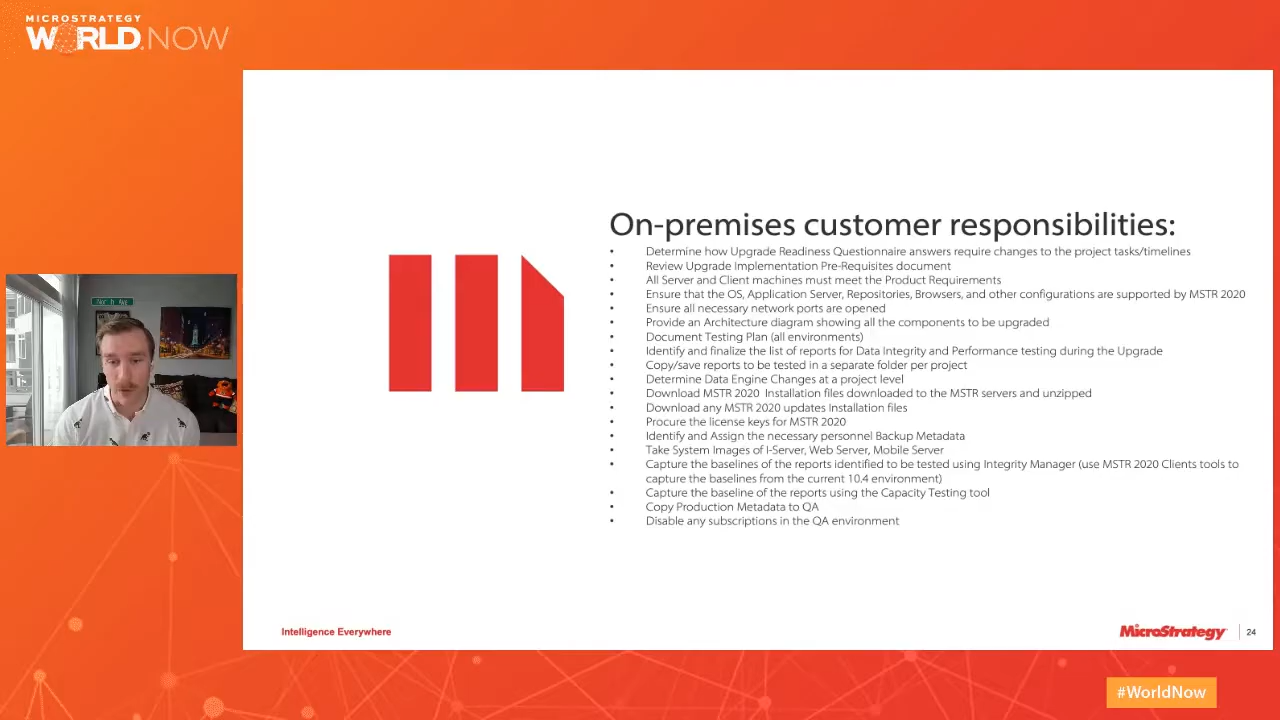 MICROSTRATEGY
WORLD.NOW
North Ave
On-premises customer responsibilities:
• Determine how Upgrade Readiness Questionnaire answers require changes to the project tasks/timelines
• Review Upgrade Implementation Pre-Requisites document
• All Server and Client machines must meet the Product Requirements
• Ensure that the OS, Application Server, Repositories, Browsers, and other configurations are supported by MSTR 2020
• Ensure all necessary network ports are opened
• Provide an Architecture diagram showing all the components to be upgraded
• Document Testing Plan (all environments)
• Identify and finalize the list of reports for Data Integrity and Performance testing during the Upgrade
• Copy/save reports to be tested in a separate folder per project
• Determine Data Engine Changes at a project level
• Download MSTR 2020 Installation files downloaded to the MSTR servers and unzipped
• Download any MSTR 2020 updates Installation files
• Procure the license keys for MSTR 2020
• Identify and Assign the necessary personnel Backup Metadata
• Take System Images of I-Server, Web Server, Mobile Server
• Capture the baselines of the reports identified to be tested using Integrity Manager (use MSTR 2020 Clients tools to
capture the baselines from the current 10.4 environment)
• Capture the baseline of the reports using the Capacity Testing tool
• Copy Production Metadata to QA
• Disable any subscriptions in the QA environment
Intelligence Everywhere
MicroStrategy
24
#WorldNow